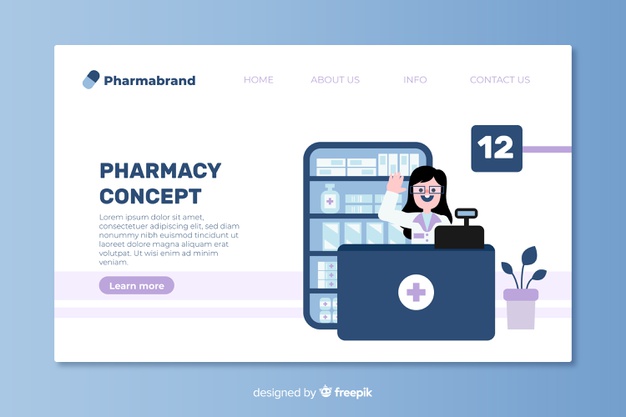 Pharmabrand HOME ABOUT US INFO CONTACT US
12
PHARMACY
CONCEPT
Lorem ipsum dolor sit amet,
consectetuer adipiscing elit,
sed diam nonummy nibh
euismod tincidunt ut laoreet
dolore magna aliquam erat
volutpat. Ut wisi enim ad minim
veniam.
Learn more
designed by freepik